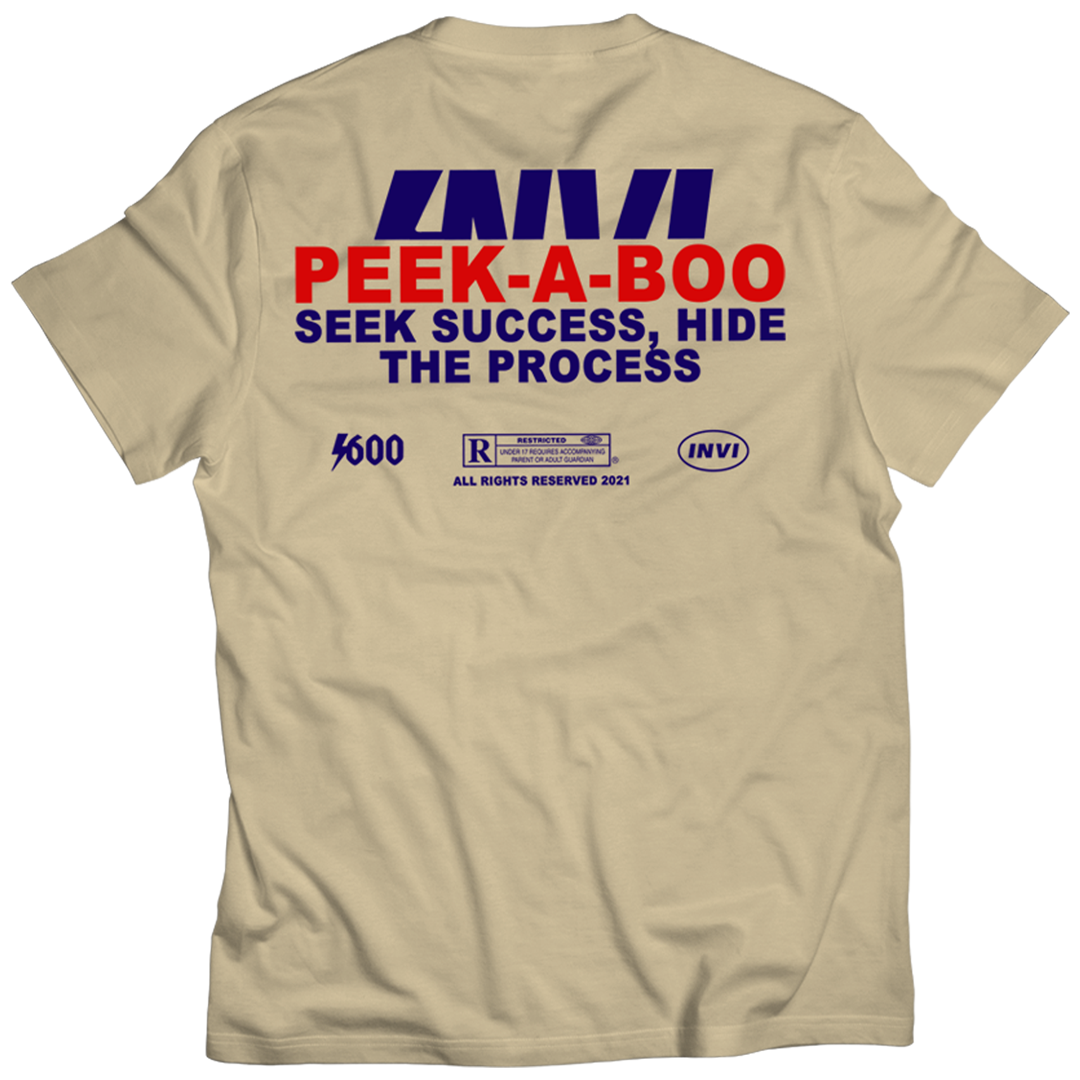 INVI
PEEK-A-BOO
SEEK SUCCESS, HIDE
THE PROCESS
600
R
RESTRICTED
UNDER 17 REQUIRES ACCOMPANYING
PARENT OR ADULT GUARDIAN
®
INVI
ALL RIGHTS RESERVED 2021